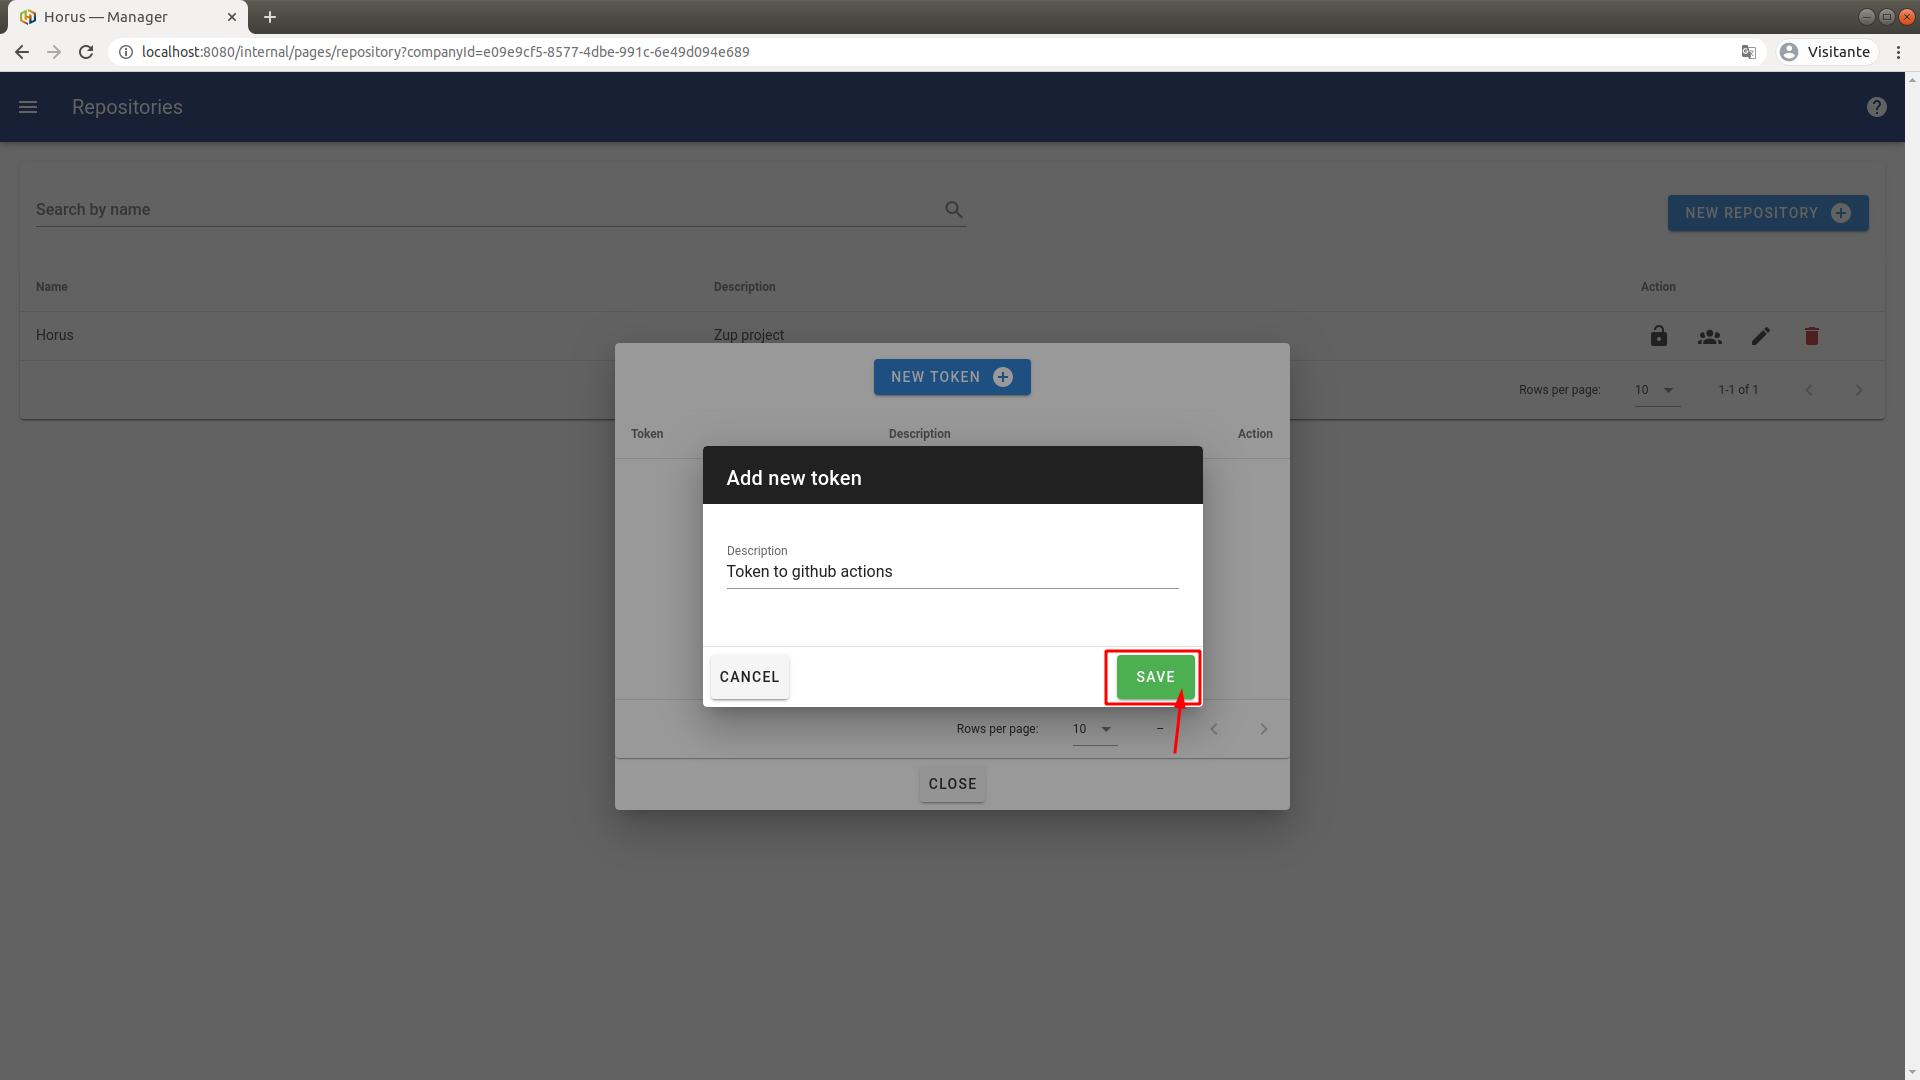 Horus — Manager
localhost:8080/internal/pages/repository?companyId=e09e9cf5-8577-4dbe-991c-6e49d094e689
Visitante
Repositories
Search by name
NEW REPOSITORY
Name Description Action
Horus Zup project
Rows per page: 10 1-1 of 1
NEW TOKEN
Token Description Action
Add new token
Description
Token to github actions
CANCEL SAVE
Rows per page: 10 –
CLOSE